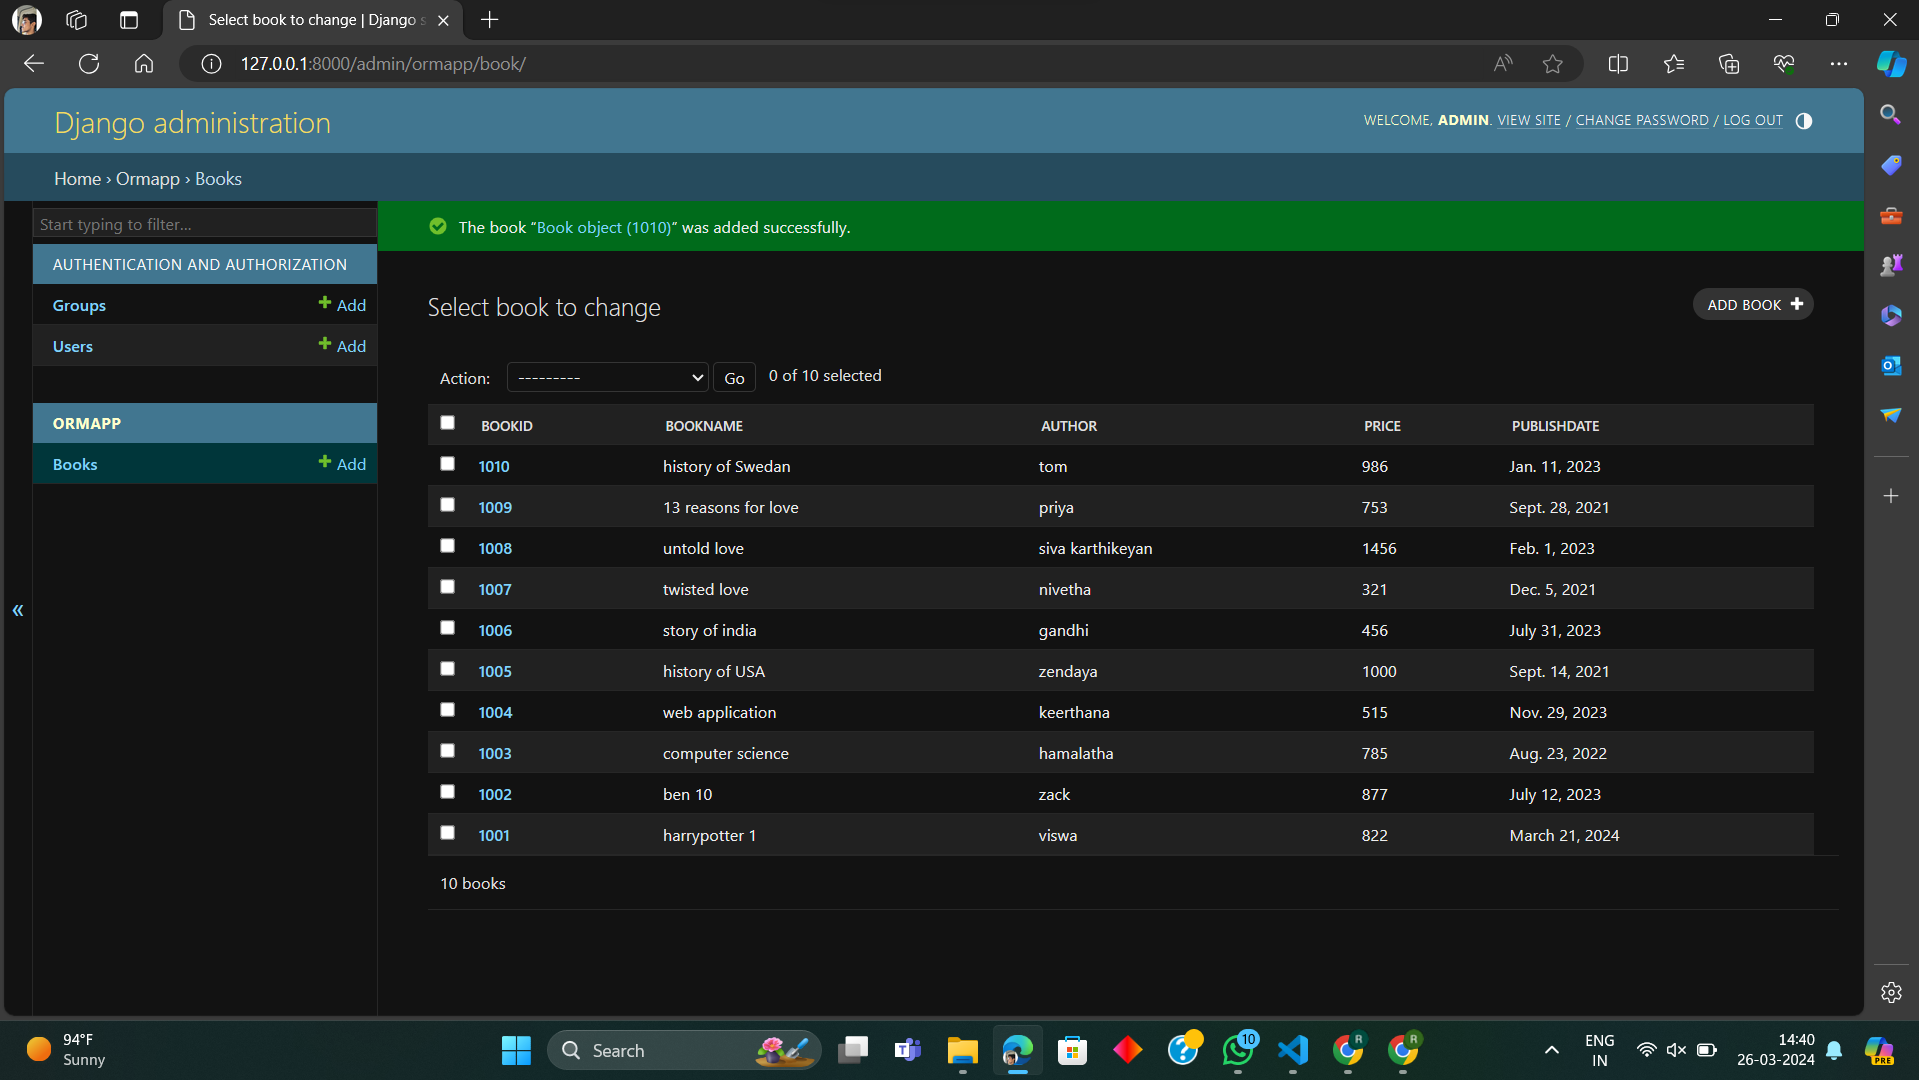 Select book to change | Django s
127.0.0.1:8000/admin/ormapp/book/
Django administration
WELCOME, ADMIN. VIEW SITE / CHANGE PASSWORD / LOG OUT
Home › Ormapp › Books
Start typing to filter...
The book “Book object (1010)” was added successfully.
AUTHENTICATION AND AUTHORIZATION
Groups Add
Users Add
ORMAPP
Books Add
Select book to change
ADD BOOK
Action: --------- Go 0 of 10 selected
BOOKID BOOKNAME AUTHOR PRICE PUBLISHDATE
1010 history of Swedan tom 986 Jan. 11, 2023
1009 13 reasons for love priya 753 Sept. 28, 2021
1008 untold love siva karthikeyan 1456 Feb. 1, 2023
1007 twisted love nivetha 321 Dec. 5, 2021
1006 story of india gandhi 456 July 31, 2023
1005 history of USA zendaya 1000 Sept. 14, 2021
1004 web application keerthana 515 Nov. 29, 2023
1003 computer science hamalatha 785 Aug. 23, 2022
1002 ben 10 zack 877 July 12, 2023
1001 harrypotter 1 viswa 822 March 21, 2024
10 books
94°F
Sunny
Search
10
R
R
ENG
IN
14:40
26-03-2024
PRE